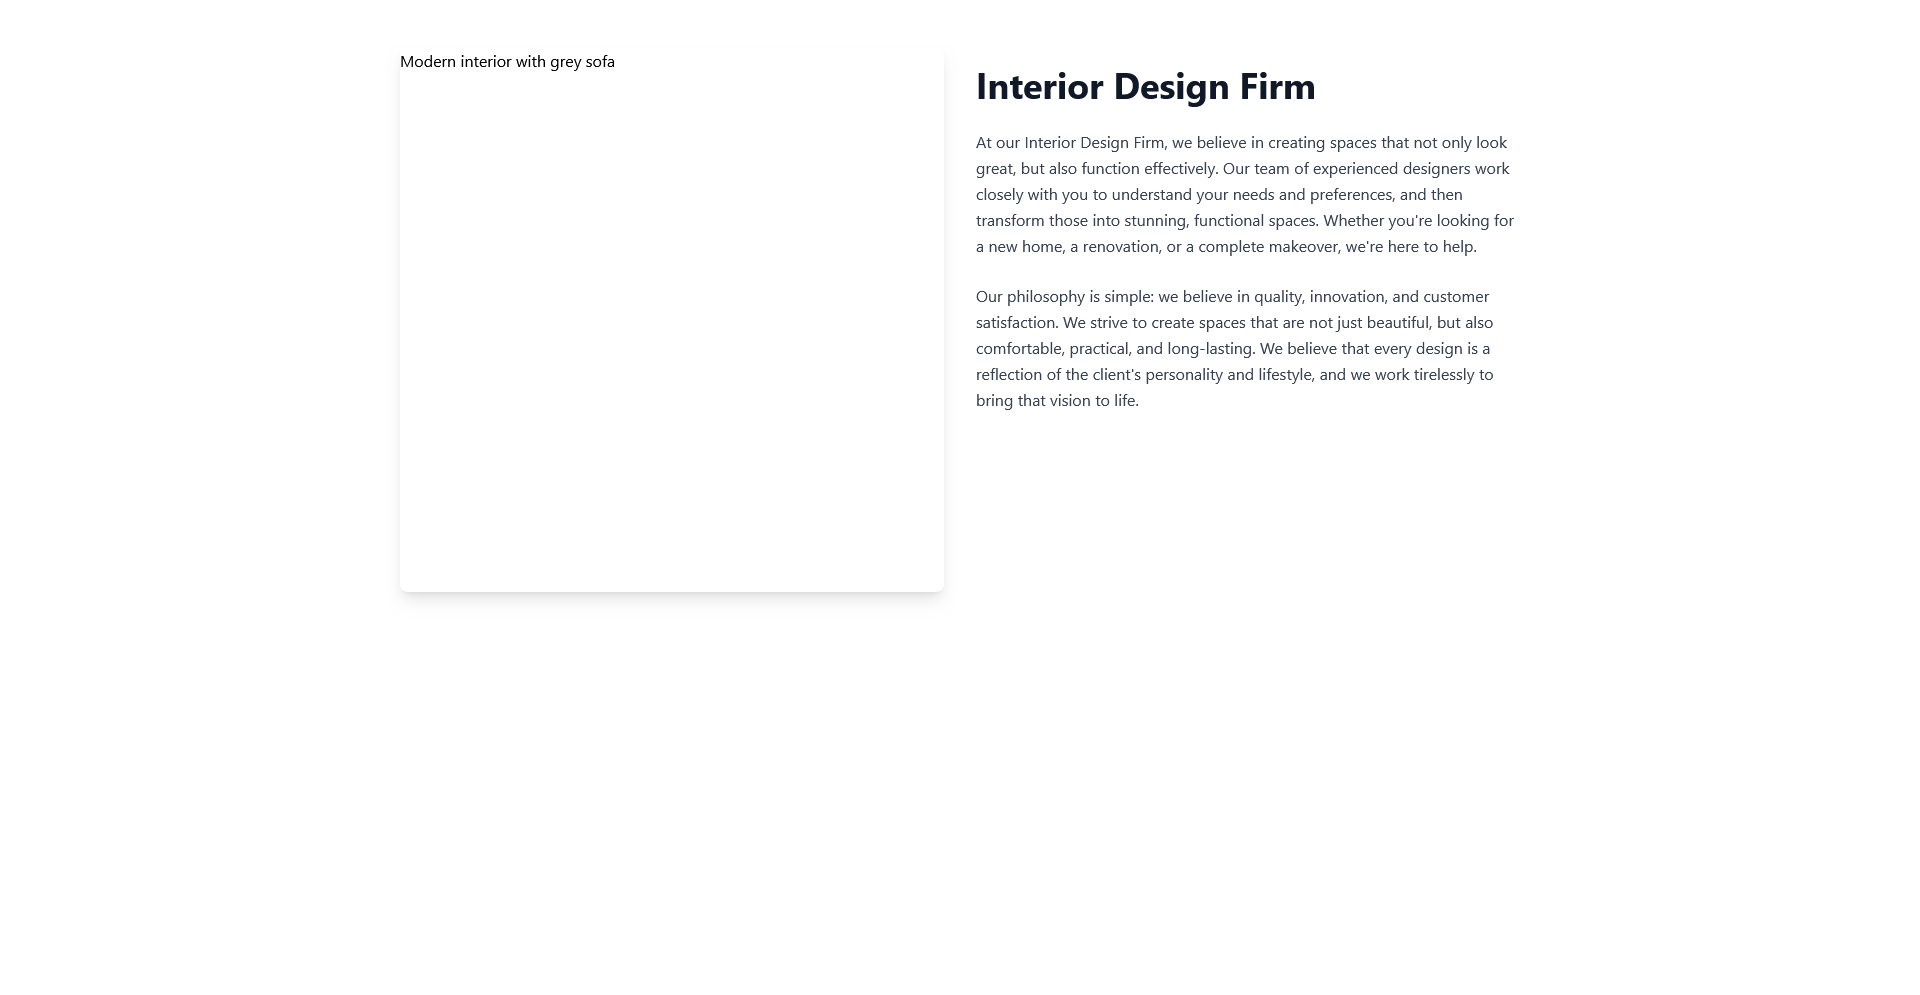 Modern interior with grey sofa
Interior Design Firm
At our Interior Design Firm, we believe in creating spaces that not only look
great, but also function effectively. Our team of experienced designers work
closely with you to understand your needs and preferences, and then
transform those into stunning, functional spaces. Whether you're looking for
a new home, a renovation, or a complete makeover, we're here to help.
Our philosophy is simple: we believe in quality, innovation, and customer
satisfaction. We strive to create spaces that are not just beautiful, but also
comfortable, practical, and long-lasting. We believe that every design is a
reflection of the client's personality and lifestyle, and we work tirelessly to
bring that vision to life.